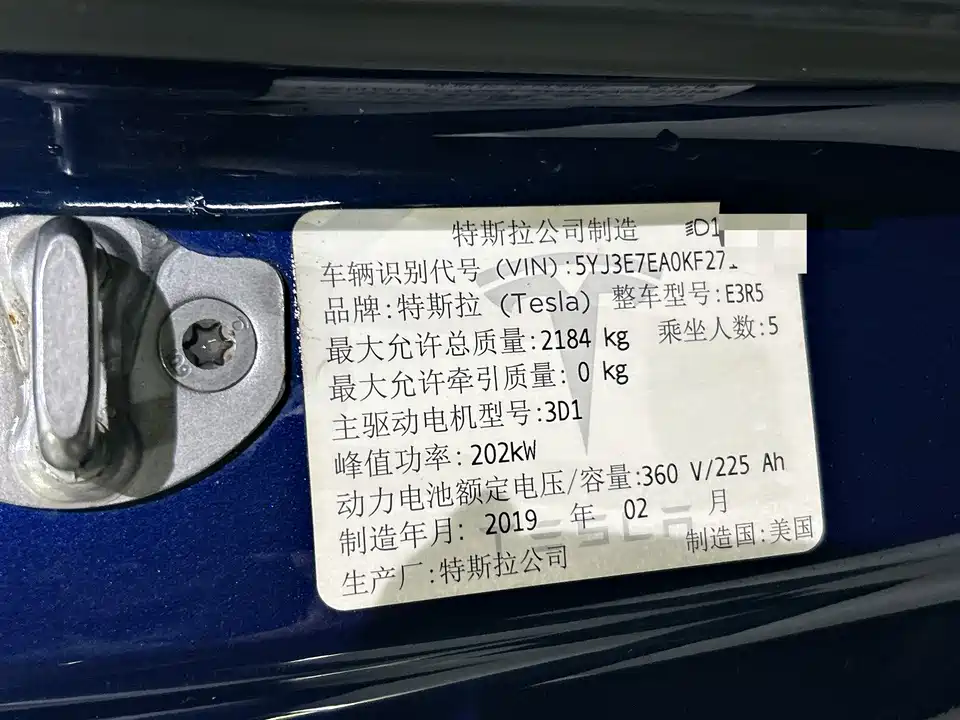 特斯拉公司制造 D1
车辆识别代号 (VIN):5YJ3E7EA0KF271
品牌:特斯拉 (Tesla) 整车型号:E3R5
最大允许总质量:2184 kg 乘坐人数:5
最大允许牵引质量: 0 kg
主驱动电机型号:3D1
峰值功率: 202kW
动力电池额定电压/容量:360 V/225 Ah
制造年月: 2019 年 02 月
TESLA
生产厂:特斯拉公司 制造国:美国